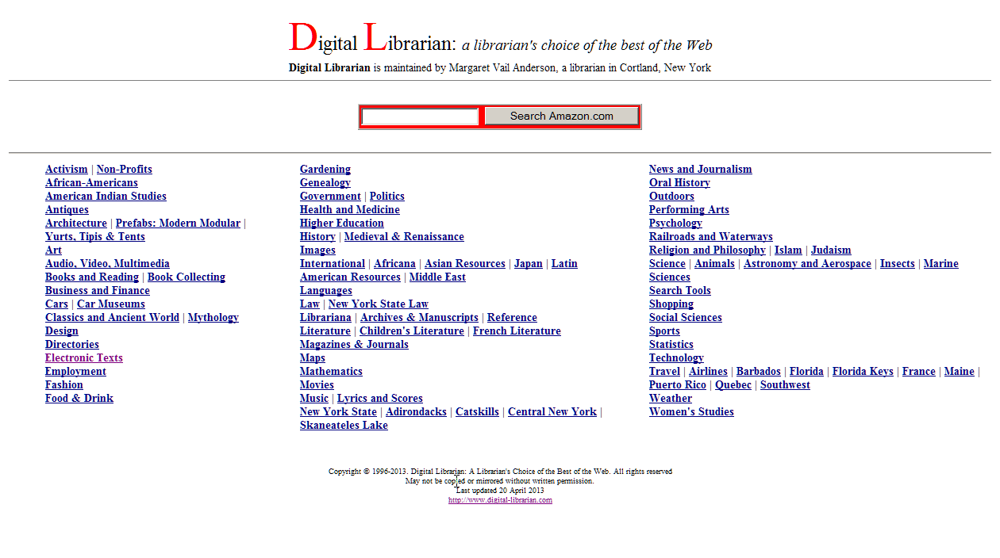 Digital Librarian: a librarian's choice of the best of the Web
Digital Librarian is maintained by Margaret Vail Anderson, a librarian in Cortland, New York
Search Amazon.com
Activism | Non-Profits
African-Americans
American Indian Studies
Antiques
Architecture | Prefabs: Modern Modular |
Yurts, Tipis & Tents
Art
Audio, Video, Multimedia
Books and Reading | Book Collecting
Business and Finance
Cars | Car Museums
Classics and Ancient World | Mythology
Design
Directories
Electronic Texts
Employment
Fashion
Food & Drink
Gardening
Genealogy
Government | Politics
Health and Medicine
Higher Education
History | Medieval & Renaissance
Images
International | Africana | Asian Resources | Japan | Latin
American Resources | Middle East
Languages
Law | New York State Law
Librariana | Archives & Manuscripts | Reference
Literature | Children's Literature | French Literature
Magazines & Journals
Maps
Mathematics
Movies
Music | Lyrics and Scores
New York State | Adirondacks | Catskills | Central New York |
Skaneateles Lake
News and Journalism
Oral History
Outdoors
Performing Arts
Psychology
Railroads and Waterways
Religion and Philosophy | Islam | Judaism
Science | Animals | Astronomy and Aerospace | Insects | Marine
Sciences
Search Tools
Shopping
Social Sciences
Sports
Statistics
Technology
Travel | Airlines | Barbados | Florida | Florida Keys | France | Maine |
Puerto Rico | Quebec | Southwest
Weather
Women's Studies
Copyright © 1996-2013. Digital Librarian: A Librarian's Choice of the Best of the Web. All rights reserved
May not be copied or mirrored without written permission.
Last updated 20 April 2013
http://www.digital-librarian.com